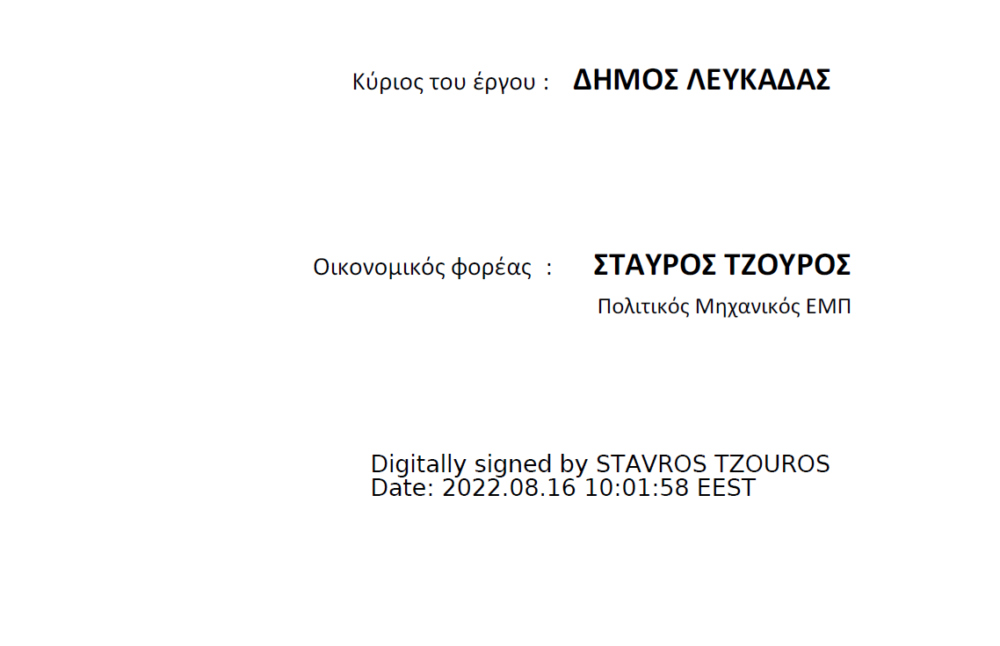 Κύριος του έργου : ΔΗΜΟΣ ΛΕΥΚΑΔΑΣ
Οικονομικός φορέας : ΣΤΑΥΡΟΣ ΤΖΟΥΡΟΣ
Πολιτικός Μηχανικός ΕΜΠ
Digitally signed by STAVROS TZOUROS
Date: 2022.08.16 10:01:58 EEST